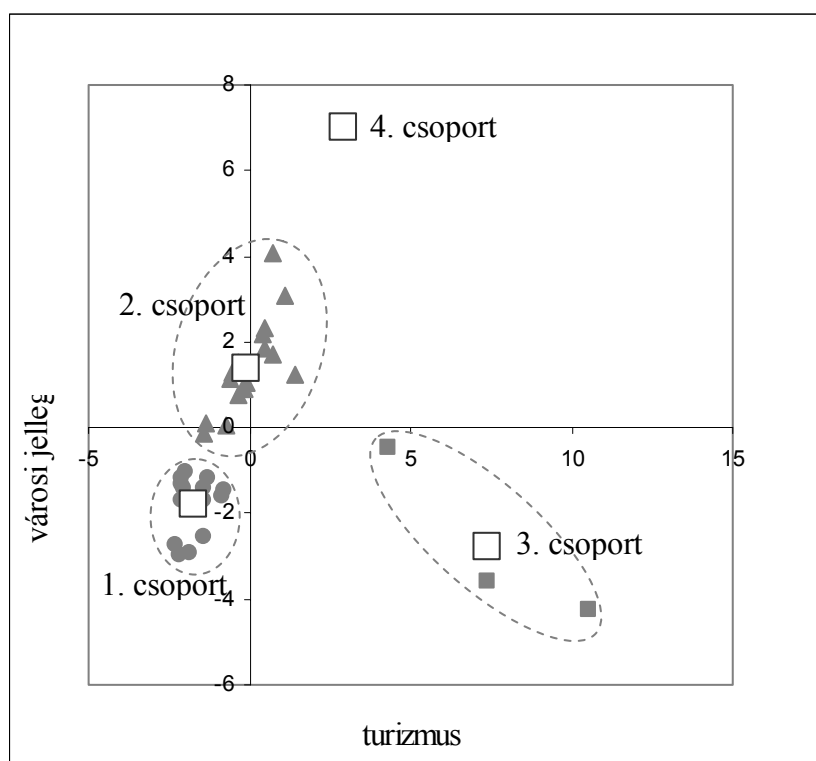 8
4. csoport
6
4
2. csoport
2
0
-5
0
5
10
15
városi jelleg
-2
3. csoport
1. csoport
-4
-6
turizmus